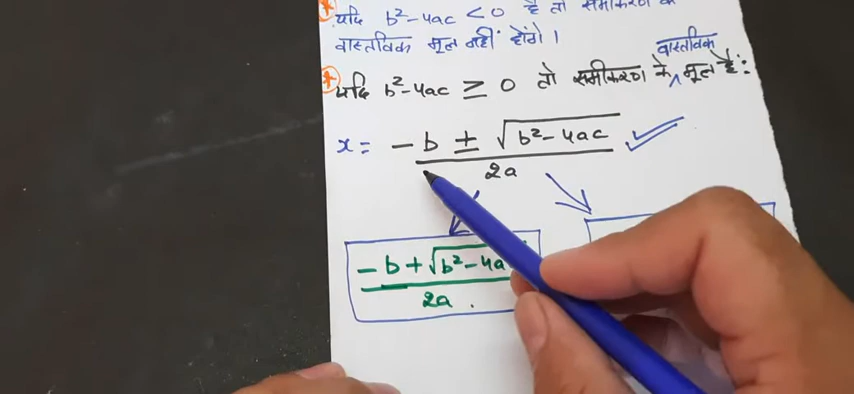 * यदि b² - 4ac < 0 है तो समीकरण के
वास्तविक मूल नहीं होंगे।
वास्तविक
* यदि b² - 4ac ≥ 0 तो समीकरण के ^ मूल हैं:
x = -b ± √b² - 4ac
2a
-b + √b² - 4a
2a .